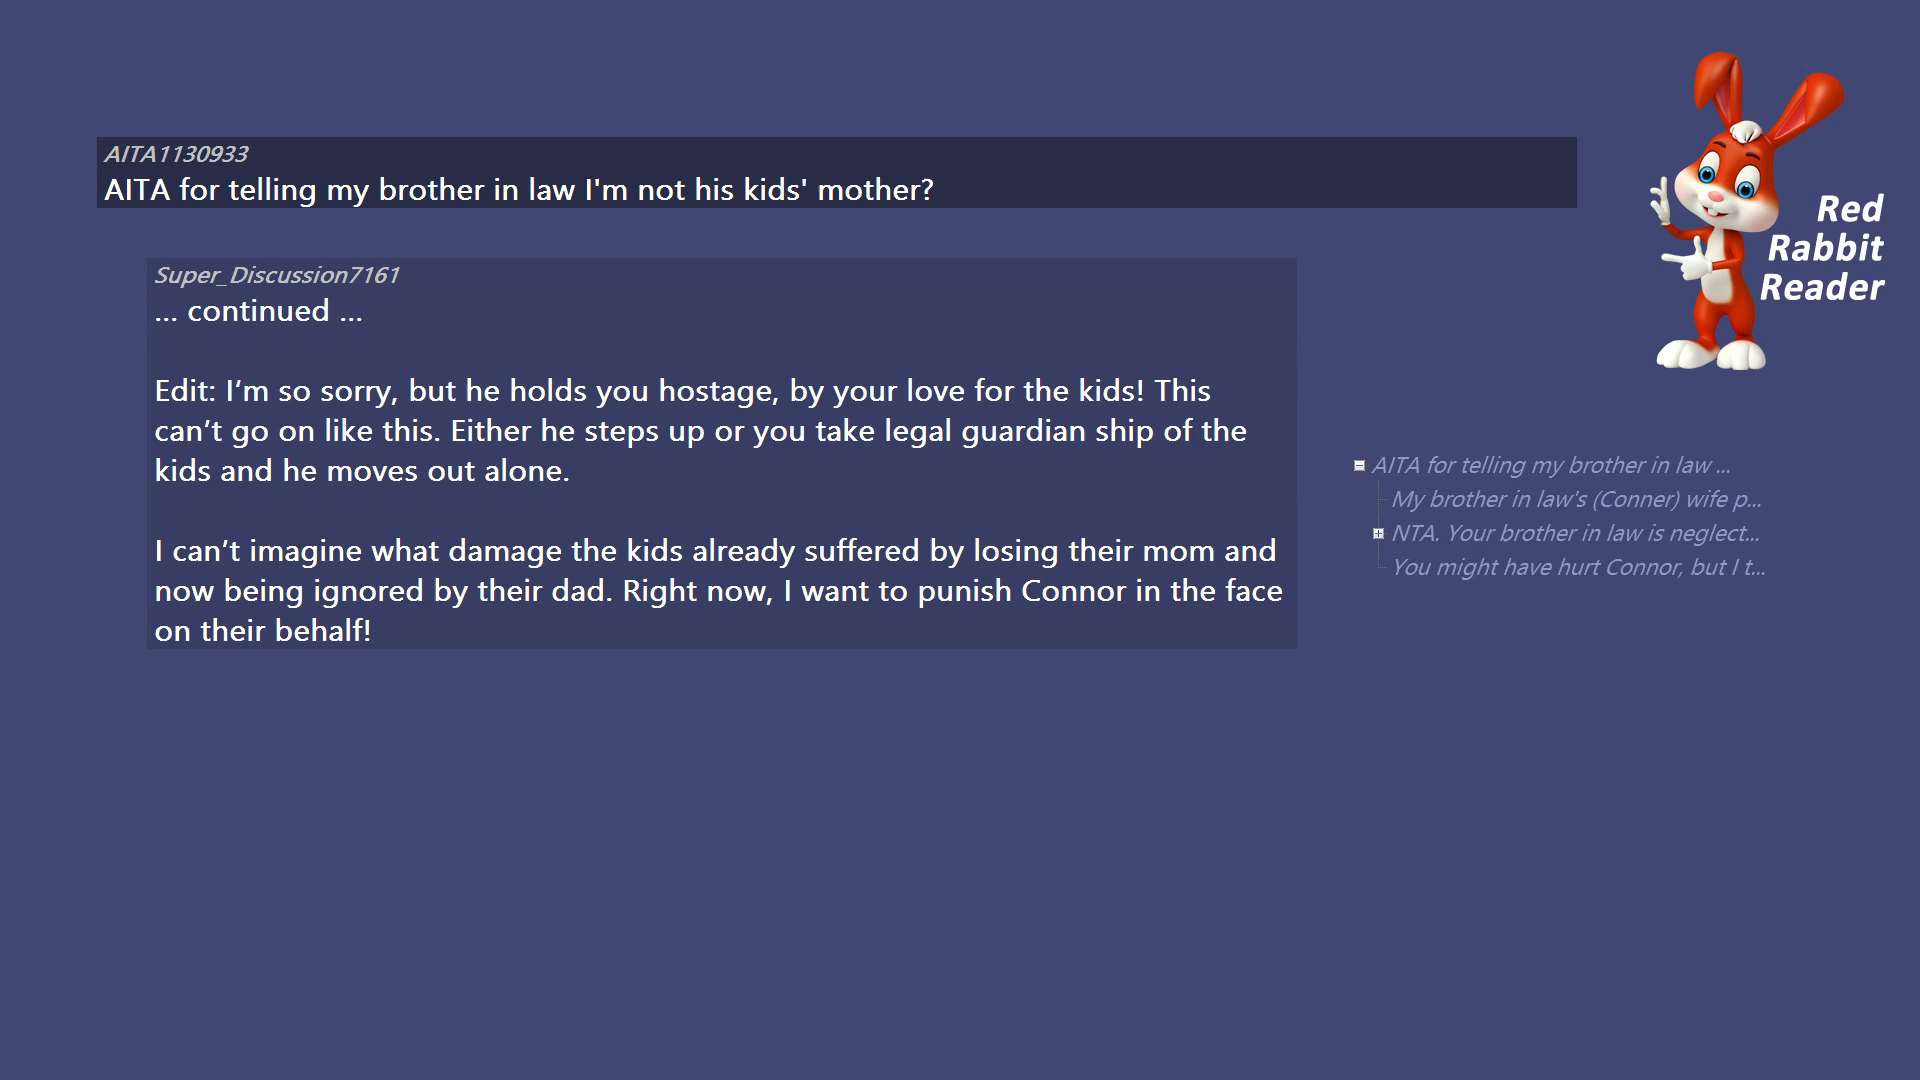 AITA1130933
AITA for telling my brother in law I'm not his kids' mother?
Super_Discussion7161
... continued ...
Edit: I’m so sorry, but he holds you hostage, by your love for the kids! This
can’t go on like this. Either he steps up or you take legal guardian ship of the
kids and he moves out alone.
I can’t imagine what damage the kids already suffered by losing their mom and
now being ignored by their dad. Right now, I want to punish Connor in the face
on their behalf!
Red
Rabbit
Reader
AITA for telling my brother in law ...
My brother in law's (Conner) wife p...
NTA. Your brother in law is neglect...
You might have hurt Connor, but I t...